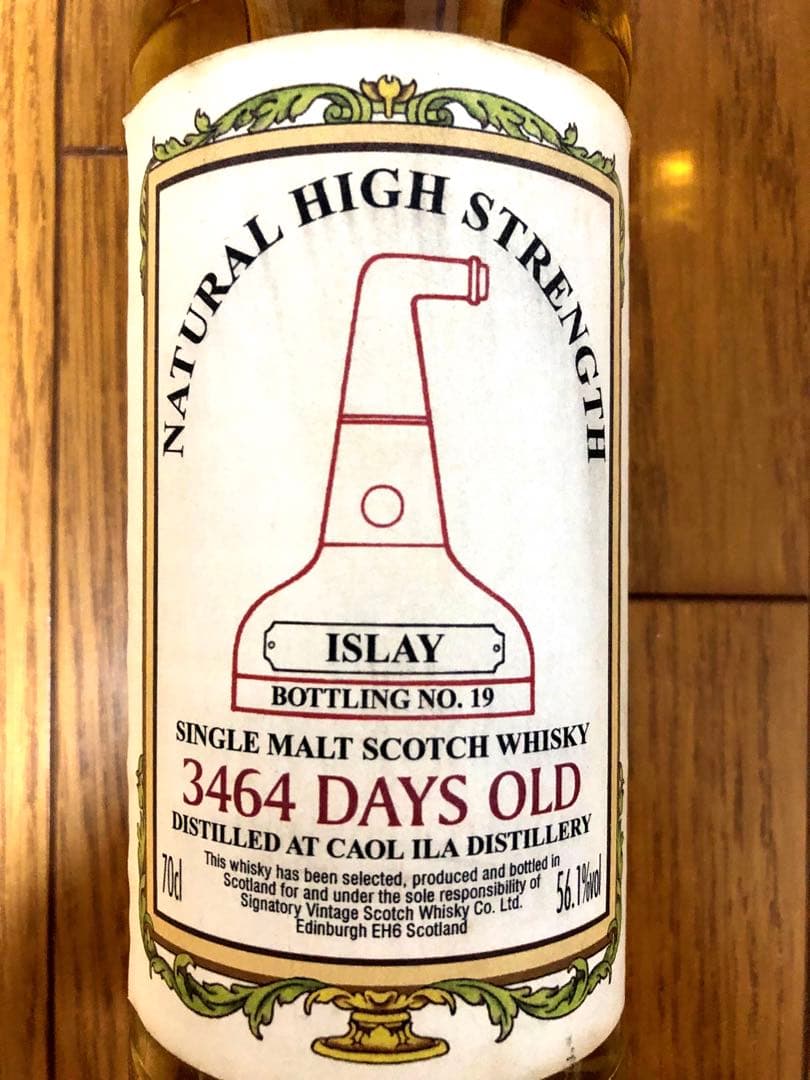 NATURAL HIGH STRENGTH
ISLAY
BOTTLING NO. 19
SINGLE MALT SCOTCH WHISKY
3464 DAYS OLD
DISTILLED AT CAOL ILA DISTILLERY
70cl
This whisky has been selected, produced and bottled in
Scotland for and under the sole responsibility of
Signatory Vintage Scotch Whisky Co. Ltd.
Edinburgh EH6 Scotland
56.1%vol